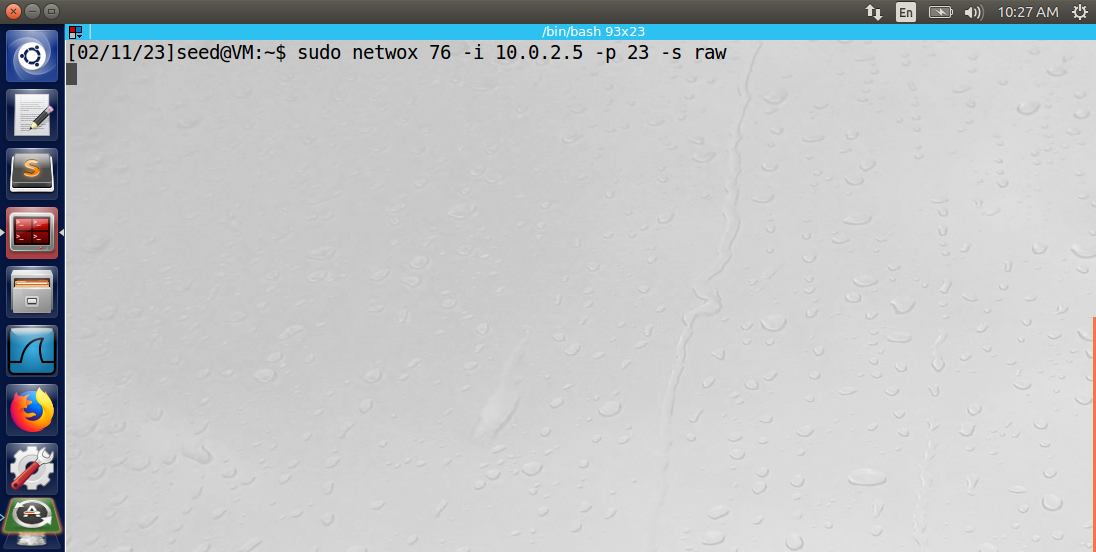 En
10:27 AM
/bin/bash 93x23
[02/11/23]seed@VM:~$ sudo netwox 76 -i 10.0.2.5 -p 23 -s raw